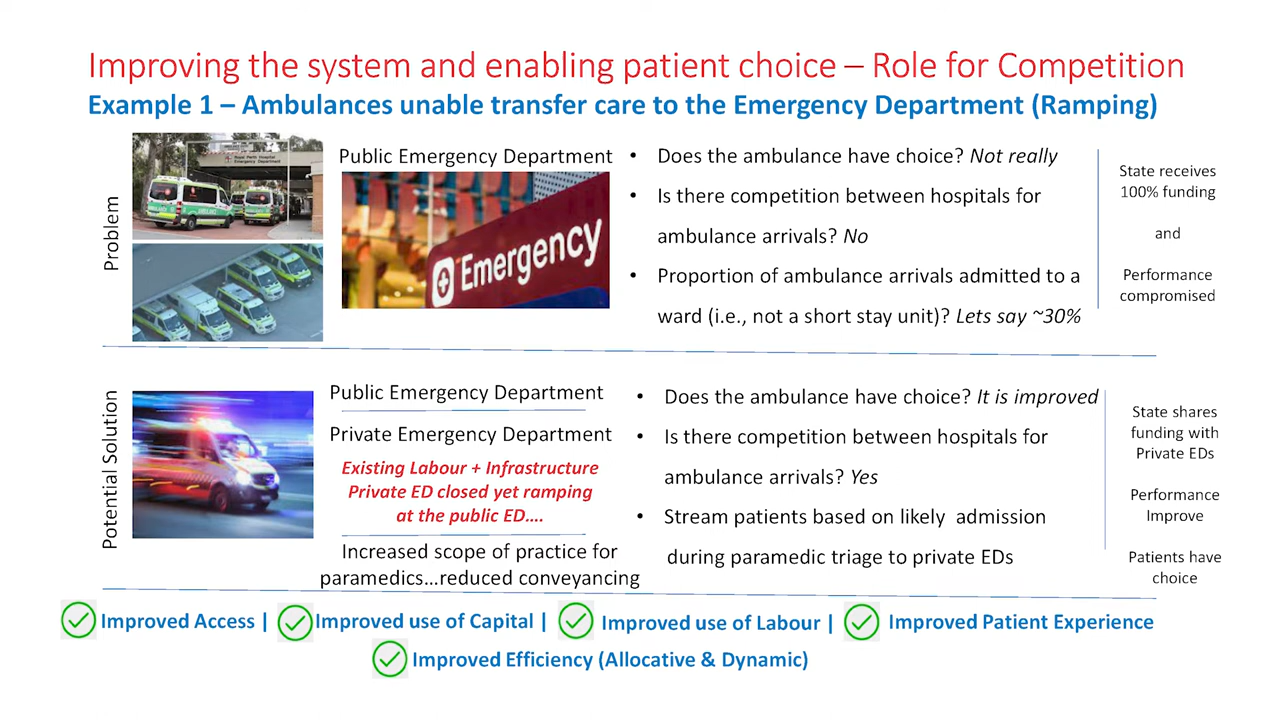 Improving the system and enabling patient choice – Role for Competition
Example 1 – Ambulances unable transfer care to the Emergency Department (Ramping)
Problem
Royal Perth Hospital
Emergency Department
AMBULANCE
Public Emergency Department
Emergency
• Does the ambulance have choice? Not really
• Is there competition between hospitals for
ambulance arrivals? No
• Proportion of ambulance arrivals admitted to a
ward (i.e., not a short stay unit)? Lets say ~30%
State receives
100% funding
and
Performance
compromised
Potential Solution
Public Emergency Department
Private Emergency Department
Existing Labour + Infrastructure
Private ED closed yet ramping
at the public ED....
Increased scope of practice for
paramedics...reduced conveyancing
• Does the ambulance have choice? It is improved
• Is there competition between hospitals for
ambulance arrivals? Yes
• Stream patients based on likely admission
during paramedic triage to private EDs
State shares
funding with
Private EDs
Performance
Improve
Patients have
choice
Improved Access | Improved use of Capital | Improved use of Labour | Improved Patient Experience
Improved Efficiency (Allocative & Dynamic)